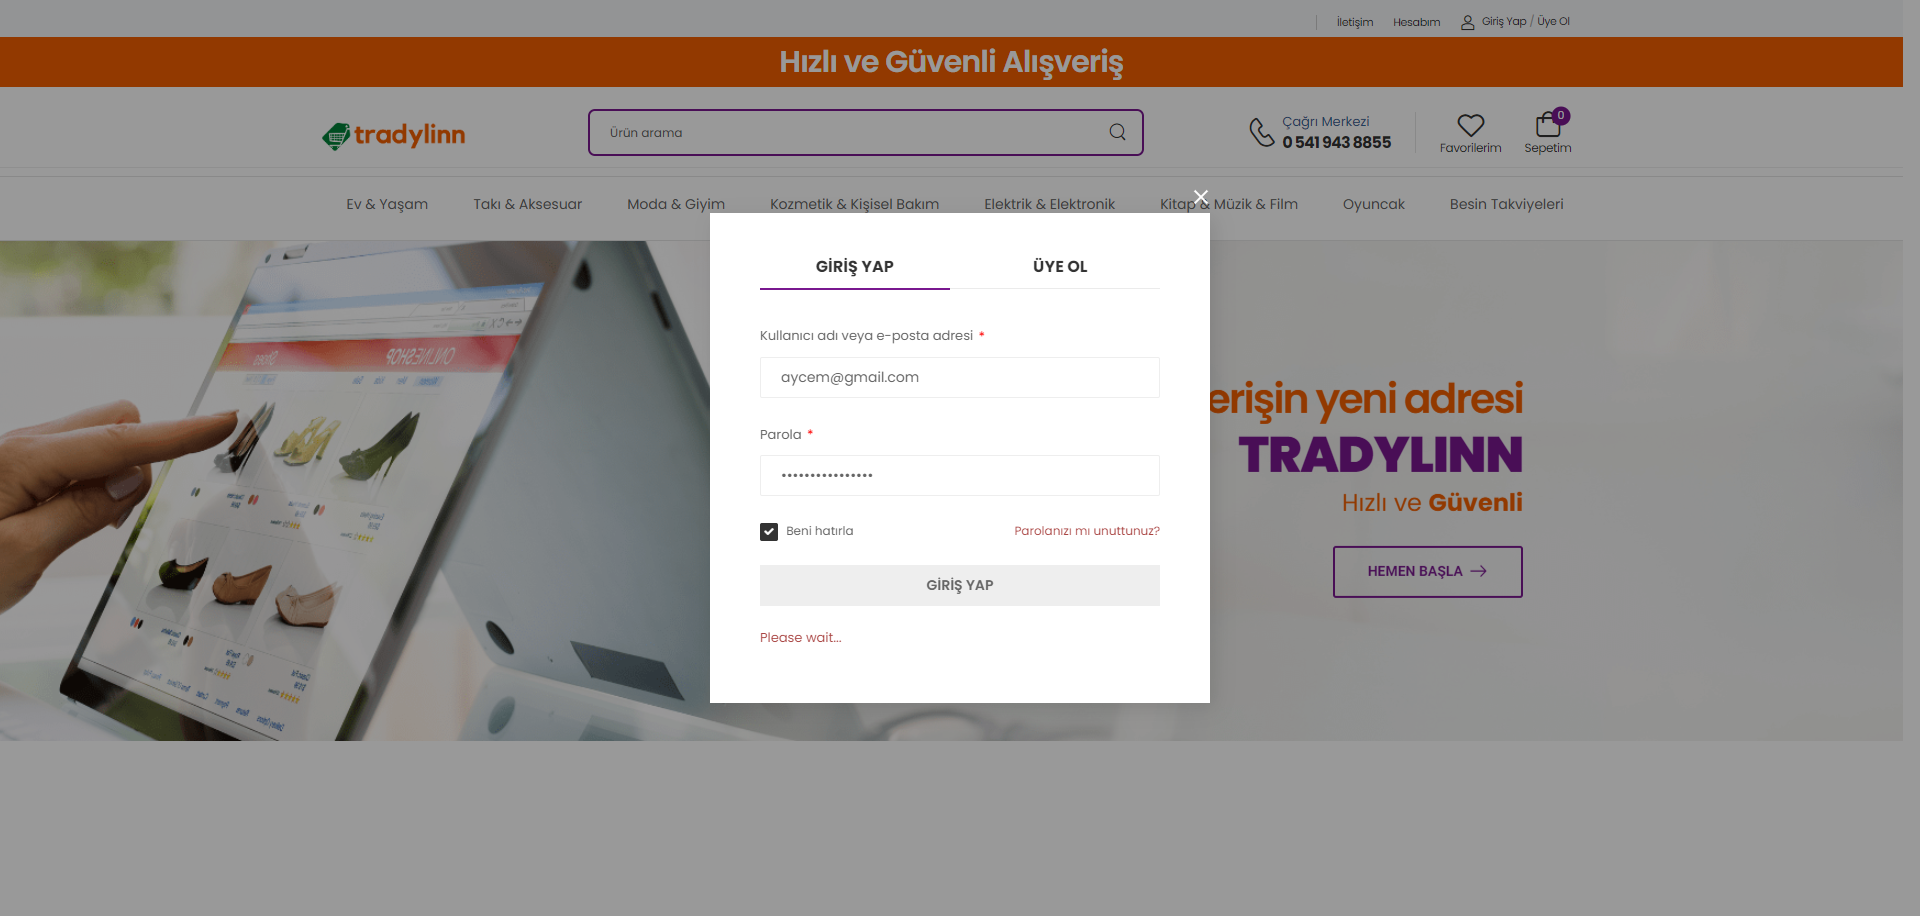 İletişim
Hesabım
Giriş Yap / Üye Ol
Hızlı ve Güvenli Alışveriş
tradylinn
Ürün arama
Çağrı Merkezi
0 541 943 8855
Favorilerim
0
Sepetim
Ev & Yaşam
Takı & Aksesuar
Moda & Giyim
Kozmetik & Kişisel Bakım
Elektrik & Elektronik
Kitap & Müzik & Film
Oyuncak
Besin Takviyeleri
GİRİŞ YAP
ÜYE OL
Kullanıcı adı veya e-posta adresi *
aycem@gmail.com
Parola *
••••••••••••••••
Beni hatırla
Parolanızı mı unuttunuz?
GİRİŞ YAP
Please wait...
erişin yeni adresi
TRADYLINN
Hızlı ve Güvenli
HEMEN BAŞLA
ONLINESHOP
Shoes